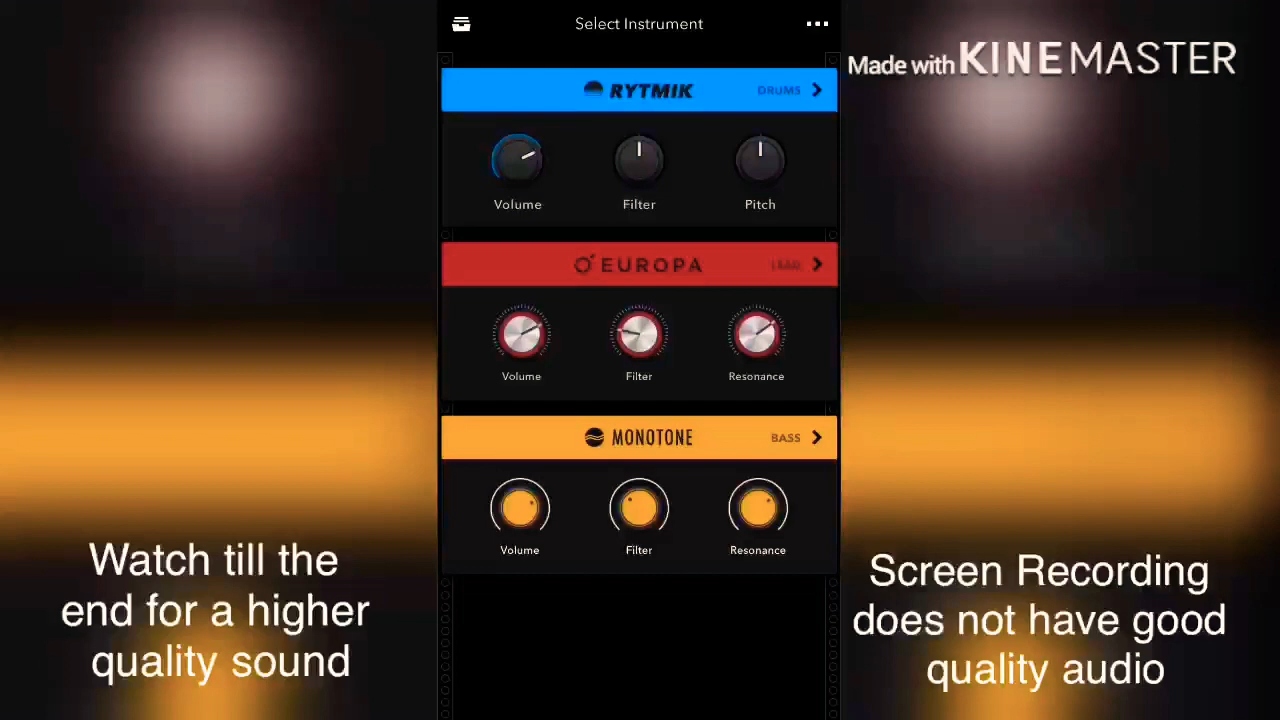 Select Instrument
Made with KINEMASTER
RYTMIK
DRUMS
Volume
Filter
Pitch
EUROPA
LEAD
Volume
Filter
Resonance
MONOTONE
BASS
Volume
Filter
Resonance
Watch till the
end for a higher
quality sound
Screen Recording
does not have good
quality audio